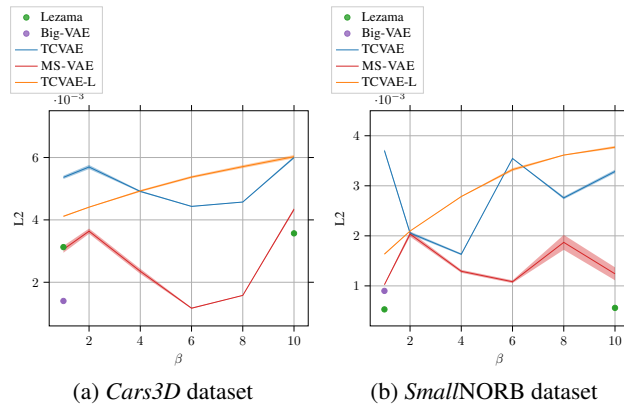 Lezama
Big-VAE
TCVAE
MS-VAE
TCVAE-L
·10⁻³
6
4
2
L2
2 4 6 8 10
β
(a) Cars3D dataset
Lezama
Big-VAE
TCVAE
MS-VAE
TCVAE-L
·10⁻³
4
3
2
1
L2
2 4 6 8 10
β
(b) SmallNORB dataset